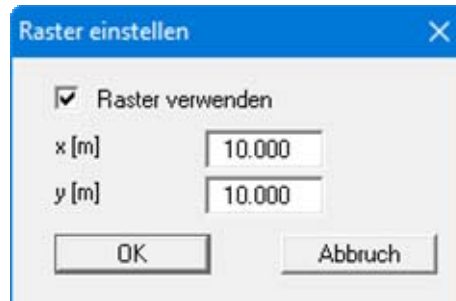 Raster einstellen
Raster verwenden
x [m] 10.000
y [m] 10.000
OK Abbruch